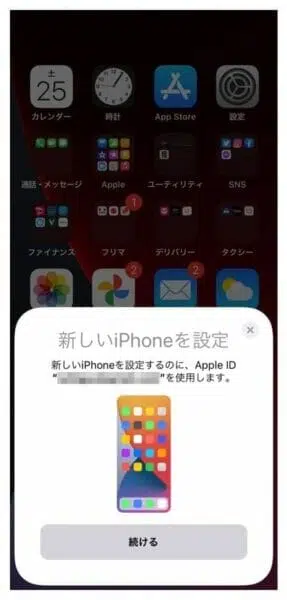 土
25
カレンダー
時計
App Store
設定
通話・メッセージ
Apple
ユーティリティ
SNS
1
ファイナンス
フリマ
デリバリー
タクシー
2
2
新しいiPhoneを設定
新しいiPhoneを設定するのに、Apple ID
“ ”を使用します。
続ける